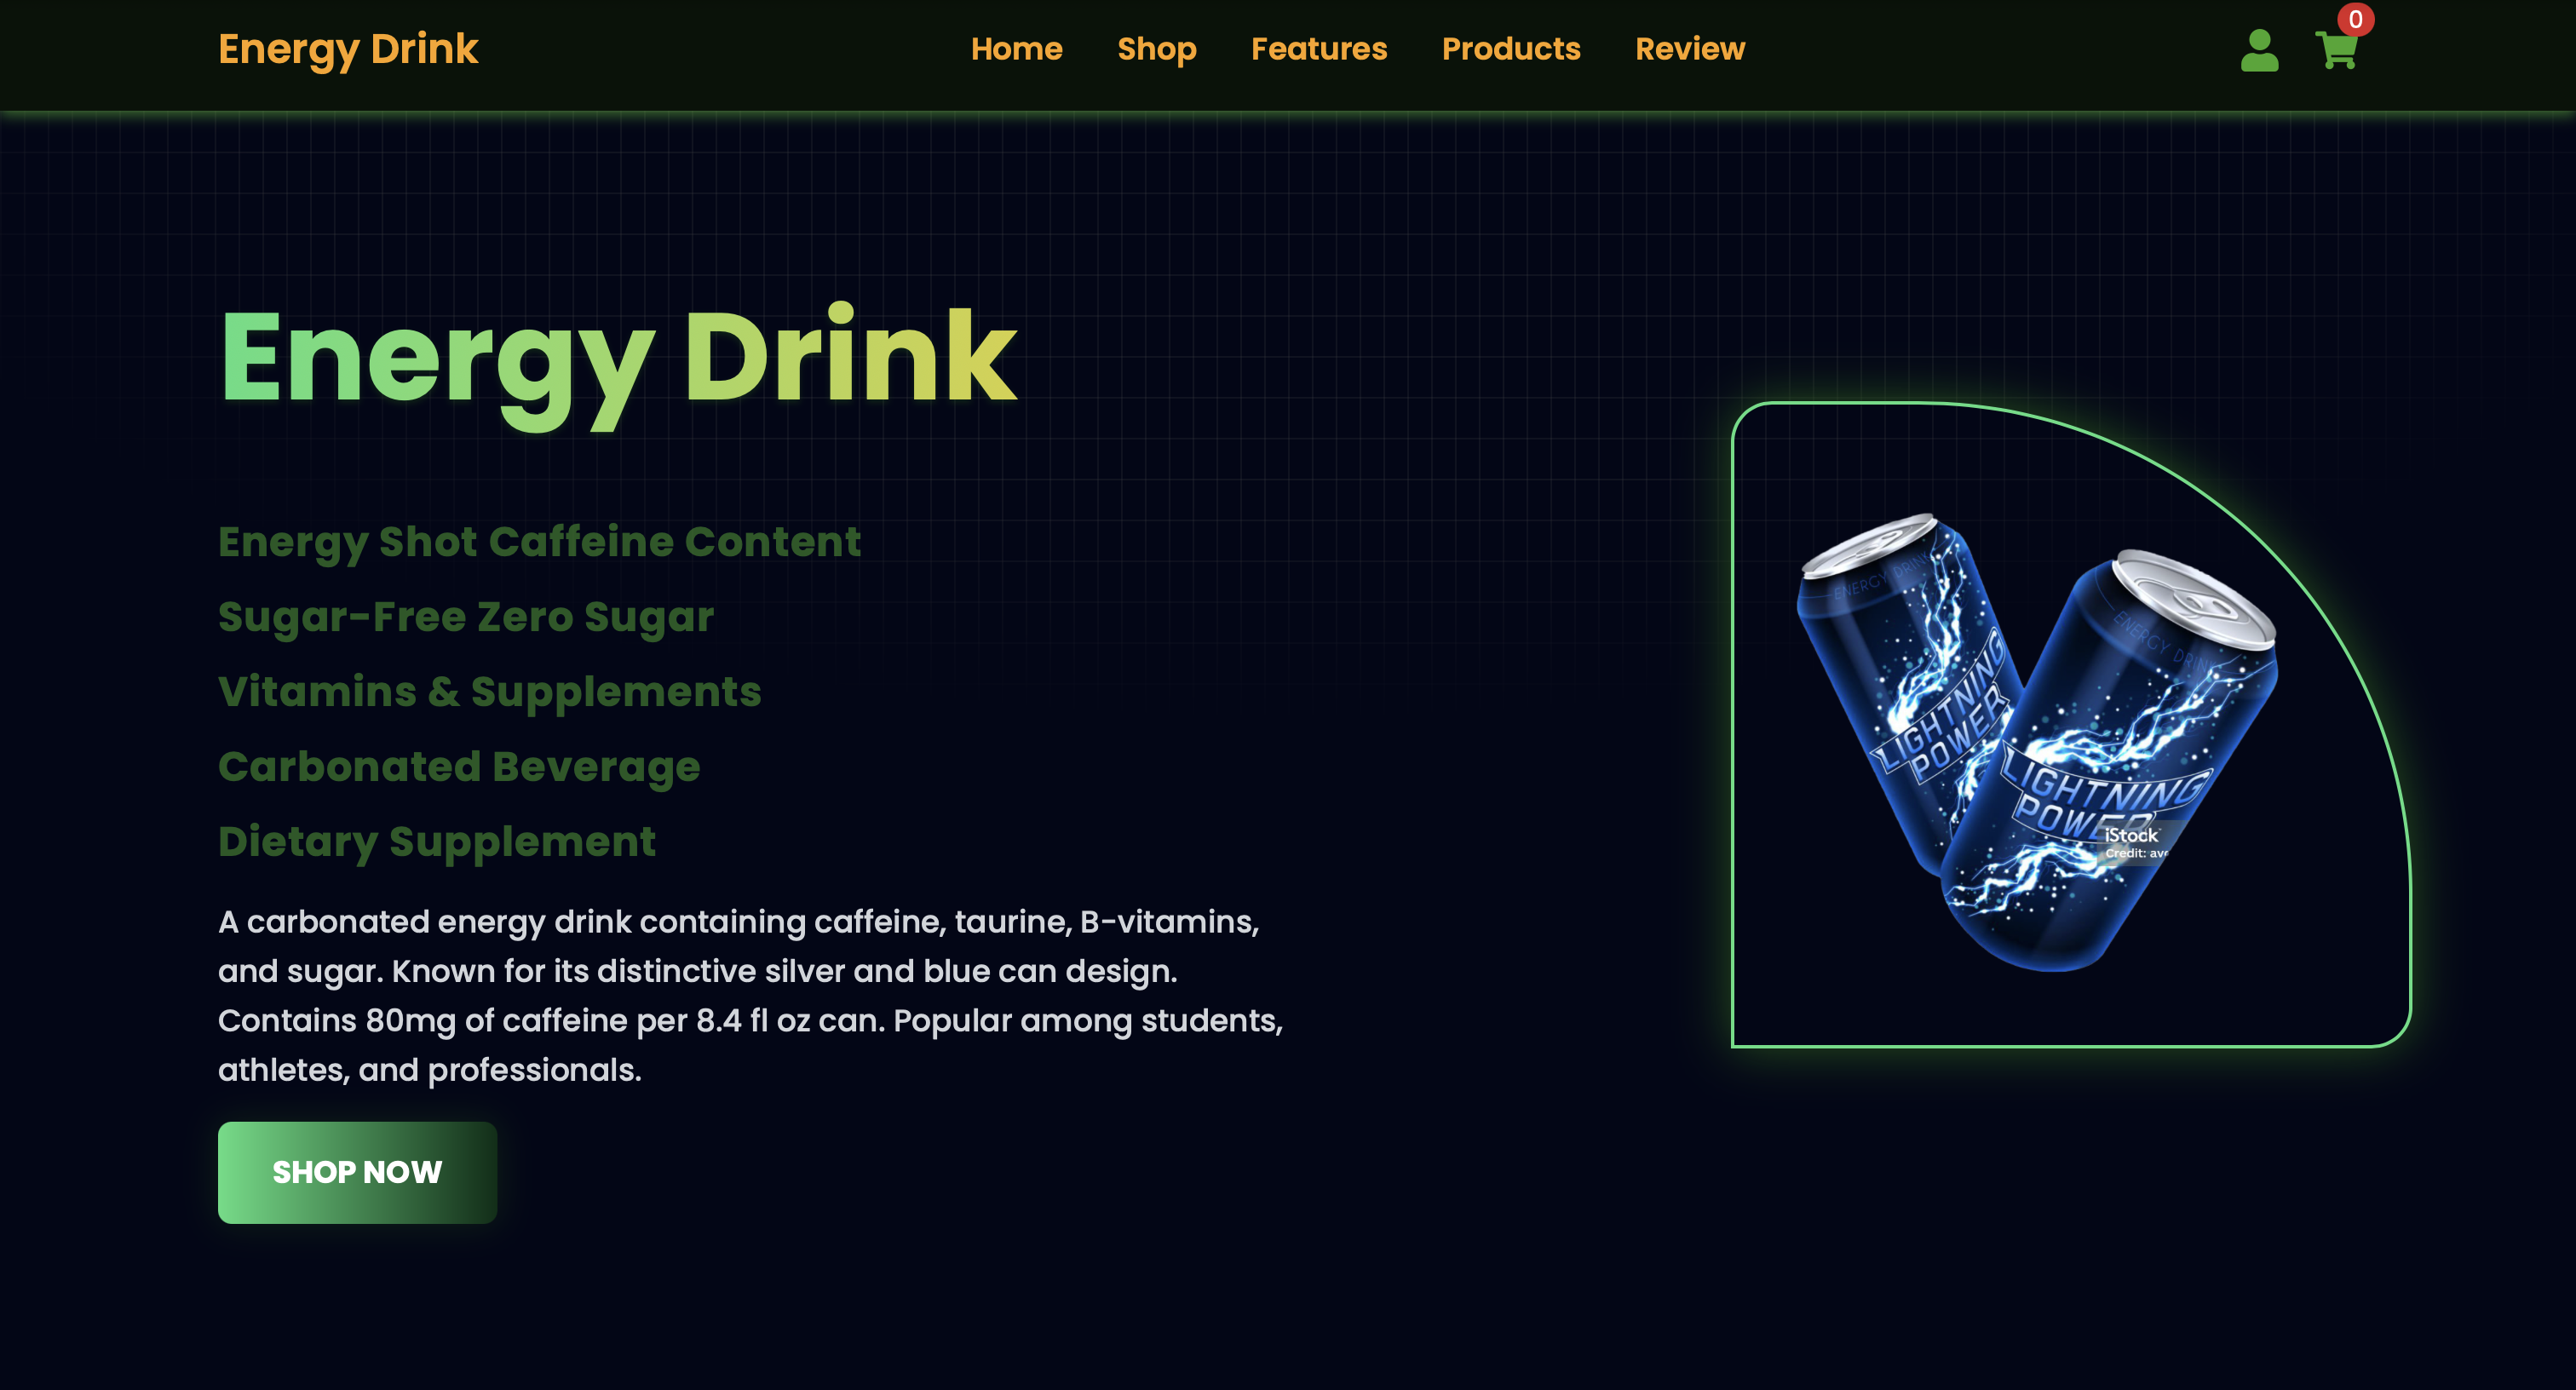 Energy Drink
Home Shop Features Products Review
0
Energy Drink
Energy Shot Caffeine Content
Sugar-Free Zero Sugar
Vitamins & Supplements
Carbonated Beverage
Dietary Supplement
A carbonated energy drink containing caffeine, taurine, B-vitamins,
and sugar. Known for its distinctive silver and blue can design.
Contains 80mg of caffeine per 8.4 fl oz can. Popular among students,
athletes, and professionals.
SHOP NOW
ENERGY DRINK
LIGHTNING
POWER
ENERGY DRINK
LIGHTNING
POWER
iStock
Credit: